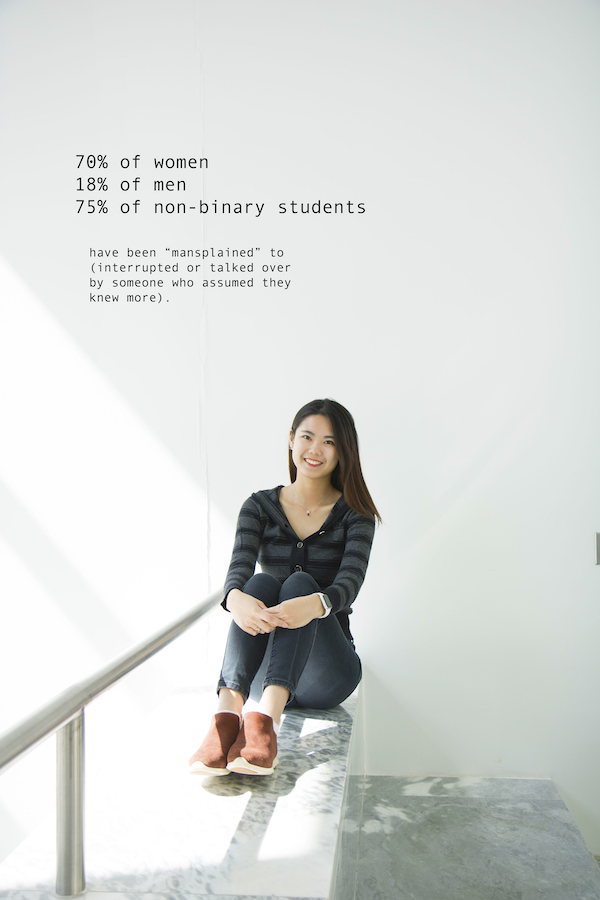 70% of women
18% of men
75% of non-binary students
have been “mansplained” to
(interrupted or talked over
by someone who assumed they
knew more).